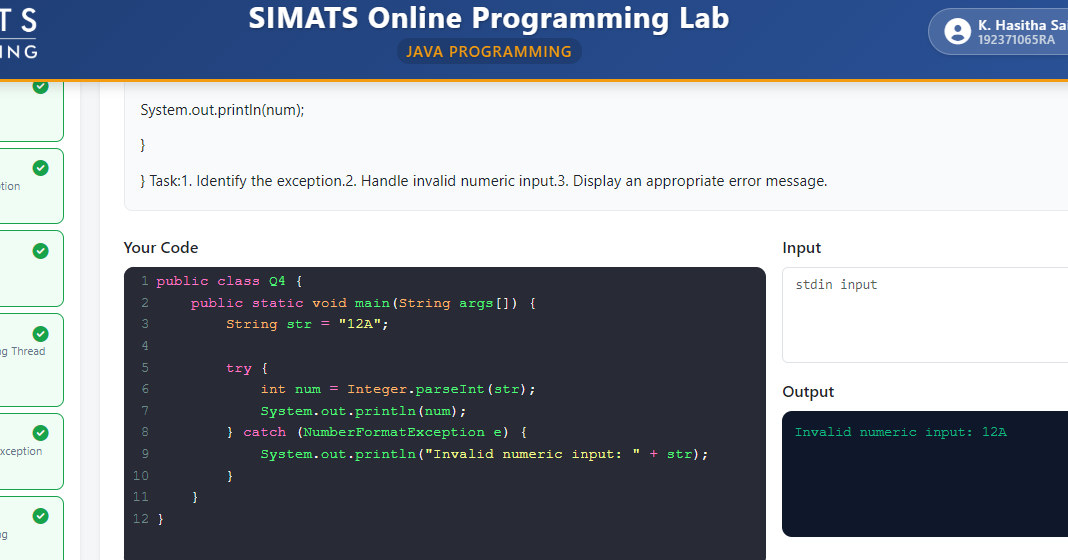 TS
SIMATS Online Programming Lab
K. Hasitha Sai
ING
JAVA PROGRAMMING
192371065RA
System.out.println(num);
}
tion
} Task:1. Identify the exception.2. Handle invalid numeric input.3. Display an appropriate error message.
Your Code
Input
1 public class Q4 {
2     public static void main(String args[]) {
3         String str = "12A";
4
5         try {
6             int num = Integer.parseInt(str);
7             System.out.println(num);
8         } catch (NumberFormatException e) {
9             System.out.println("Invalid numeric input: " + str);
10         }
11     }
12 }
stdin input
Output
Invalid numeric input: 12A
ng Thread
xception
ng